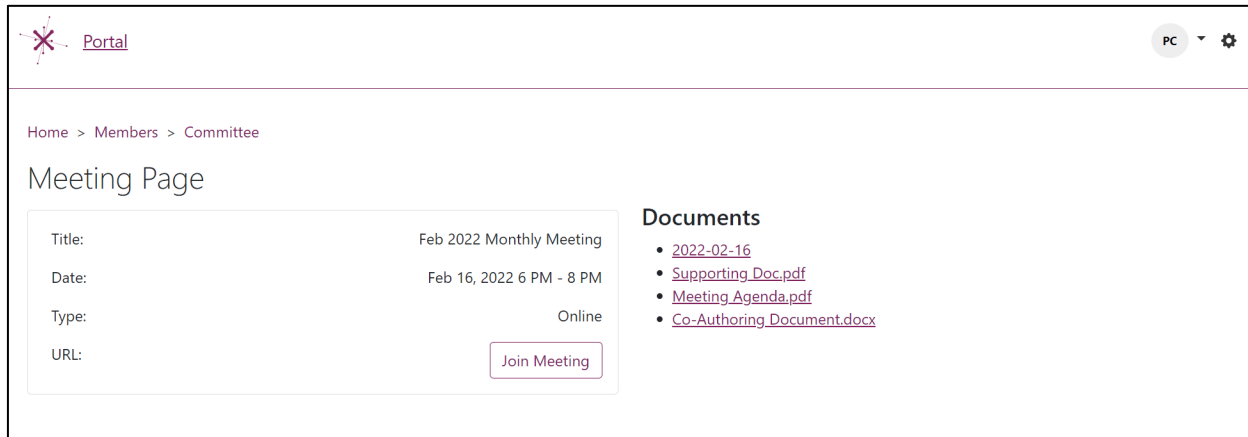 Portal
PC
Home > Members > Committee
Meeting Page
Title: Feb 2022 Monthly Meeting
Date: Feb 16, 2022 6 PM - 8 PM
Type: Online
URL: Join Meeting
Documents
2022-02-16
Supporting Doc.pdf
Meeting Agenda.pdf
Co-Authoring Document.docx